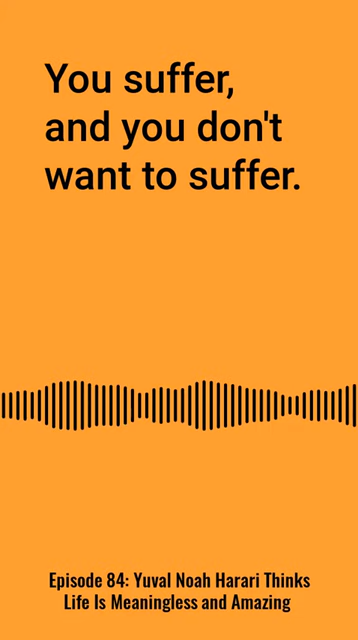 You suffer,
and you don't
want to suffer.
Episode 84: Yuval Noah Harari Thinks
Life Is Meaningless and Amazing